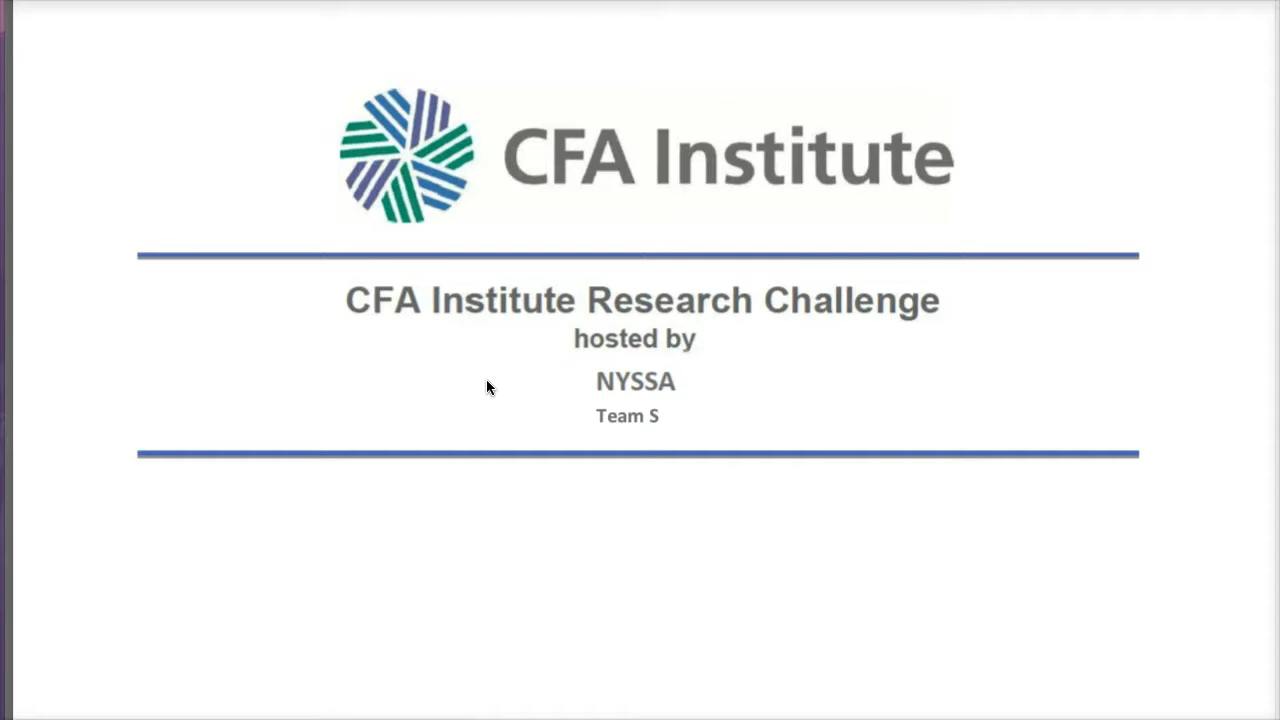 CFA Institute
CFA Institute Research Challenge
hosted by
NYSSA
Team S